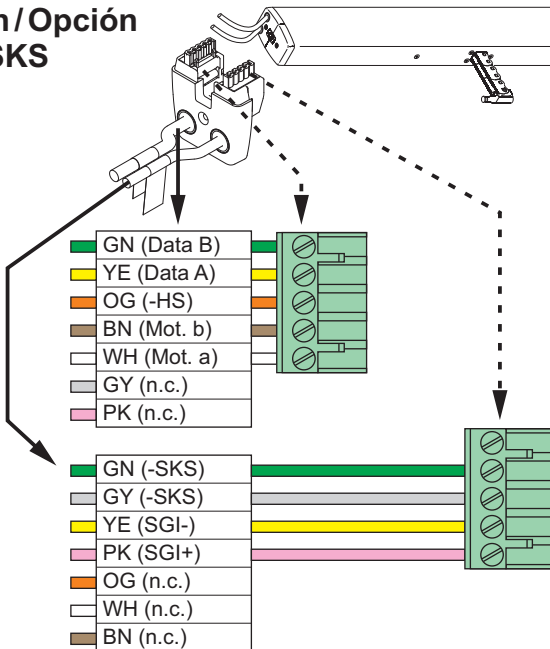 n / Opción
SKS
GN (Data B)
YE (Data A)
OG (-HS)
BN (Mot. b)
WH (Mot. a)
GY (n.c.)
PK (n.c.)
GN (-SKS)
GY (-SKS)
YE (SGI-)
PK (SGI+)
OG (n.c.)
WH (n.c.)
BN (n.c.)